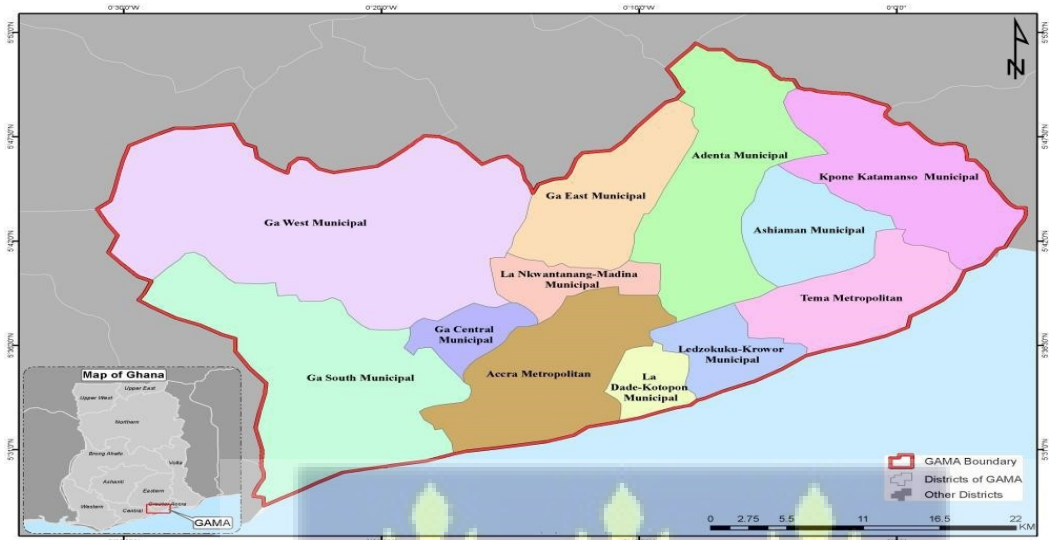 0°20'0"W
0°10'0"W
0°0'0"
Adenta Municipal
Kpone Katamanso Municipal
Ga East Municipal
Ga West Municipal
Ashiaman Municipal
La Nkwantanang-Madina
Municipal
Tema Metropolitan
Ga Central
Municipal
Ledzokuku-Krowor
Municipal
Ga South Municipal
Accra Metropolitan
La
Dade-Kotopon
Municipal
Map of Ghana
Upper East
Upper West
Northern
Brong Ahafo
Volta
Ashanti
Eastern
Western
Central
GAMA
GAMA Boundary
Districts of GAMA
Other Districts
0 2.75 5.5 11 16.5 22
KM
N